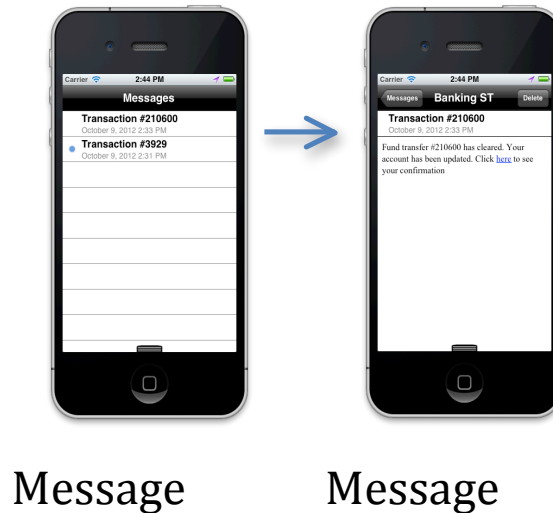 Carrier 2:44 PM
Messages
Transaction #210600
October 9, 2012 2:33 PM
Transaction #3929
October 9, 2012 2:31 PM
Carrier 2:44 PM
Messages Banking ST Delete
Transaction #210600
October 9, 2012 2:33 PM
Fund transfer #210600 has cleared. Your
account has been updated. Click here to see
your confirmation
Message Message